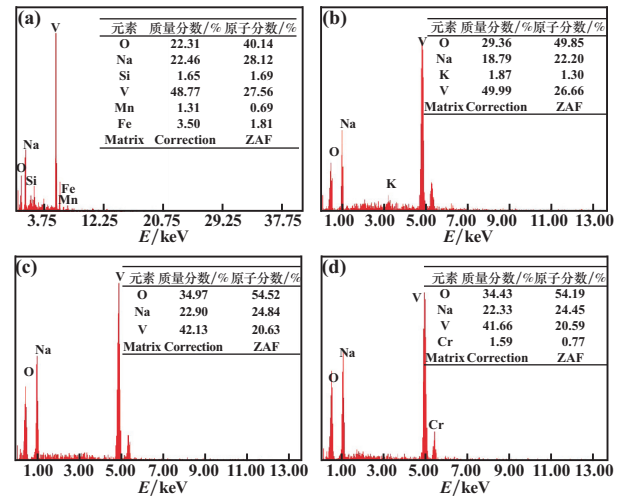 (a)
V
元素 质量分数/% 原子分数/%
O 22.31 40.14
Na 22.46 28.12
Si 1.65 1.69
V 48.77 27.56
Mn 1.31 0.69
Fe 3.50 1.81
Matrix Correction ZAF
Na
O
Si
Fe
Mn
3.75 12.25 20.75 29.25 37.75
E/keV
(b)
V
元素 质量分数/% 原子分数/%
O 29.36 49.85
Na 18.79 22.20
K 1.87 1.30
V 49.99 26.66
Matrix Correction ZAF
Na
O
K
1.00 3.00 5.00 7.00 9.00 11.00 13.00
E/keV
(c)
V
元素 质量分数/% 原子分数/%
O 34.97 54.52
Na 22.90 24.84
V 42.13 20.63
Matrix Correction ZAF
Na
O
1.00 3.00 5.00 7.00 9.00 11.00 13.00
E/keV
(d)
V
元素 质量分数/% 原子分数/%
O 34.43 54.19
Na 22.33 24.45
V 41.66 20.59
Cr 1.59 0.77
Matrix Correction ZAF
Na
O
Cr
1.00 3.00 5.00 7.00 9.00 11.00 13.00
E/keV